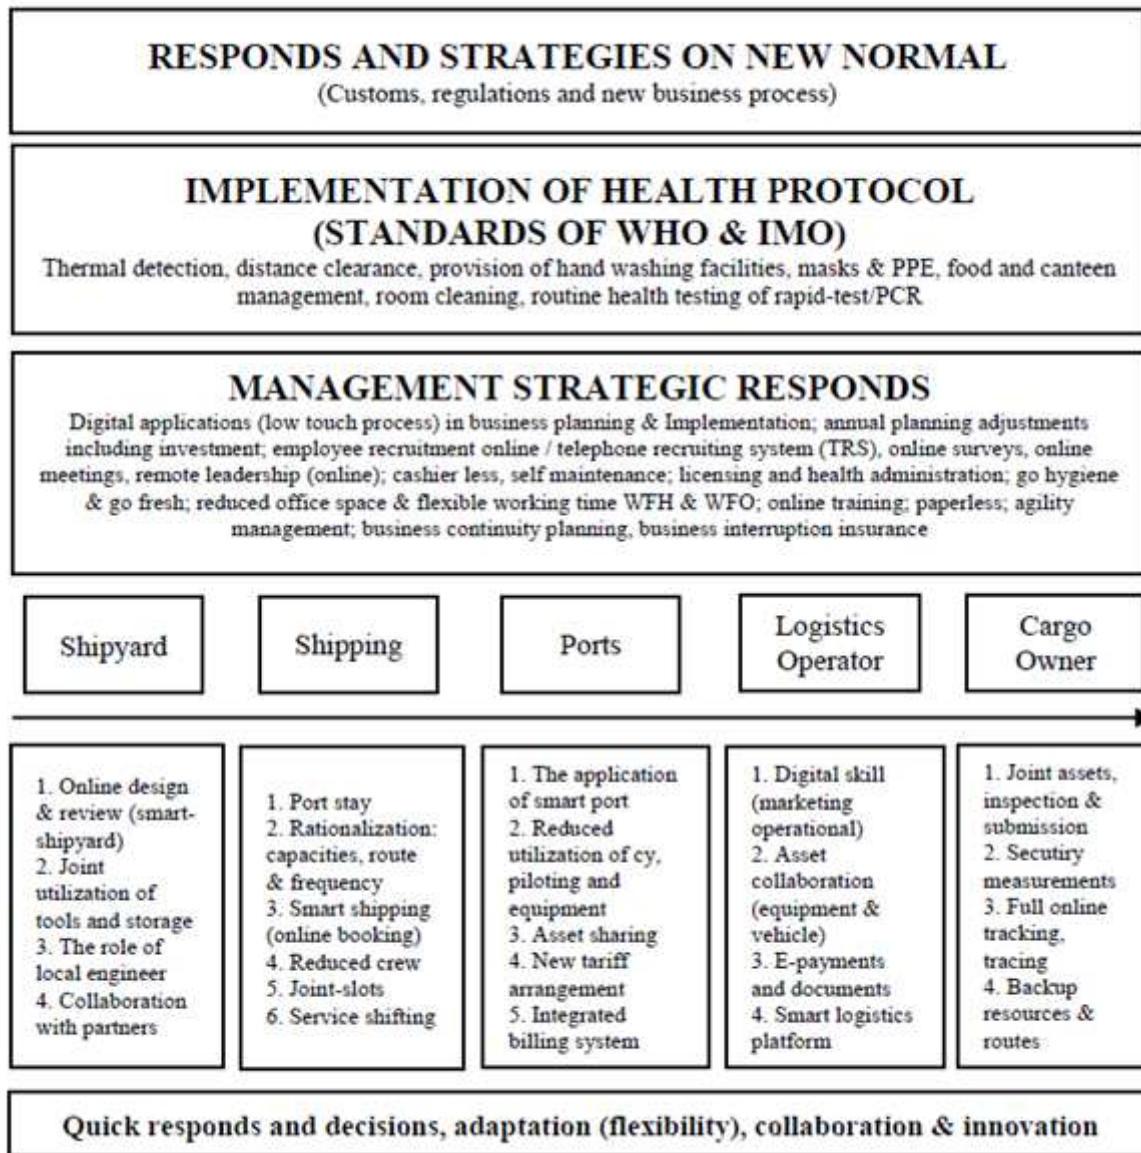 RESPONDS AND STRATEGIES ON NEW NORMAL
(Customs, regulations and new business process)
IMPLEMENTATION OF HEALTH PROTOCOL
(STANDARDS OF WHO & IMO)
Thermal detection, distance clearance, provision of hand washing facilities, masks & PPE, food and canteen
management, room cleaning, routine health testing of rapid-test/PCR
MANAGEMENT STRATEGIC RESPONDS
Digital applications (low touch process) in business planning & Implementation; annual planning adjustments
including investment; employee recruitment online / telephone recruiting system (TRS), online surveys, online
meetings, remote leadership (online); cashier less, self maintenance; licensing and health administration; go hygiene
& go fresh; reduced office space & flexible working time WFH & WFO; online training; paperless; agility
management; business continuity planning, business interruption insurance
Shipyard
Shipping
Ports
Logistics
Operator
Cargo
Owner
1. Online design
& review (smart-
shipyard)
2. Joint
utilization of
tools and storage
3. The role of
local engineer
4. Collaboration
with partners
1. Port stay
2. Rationalization:
capacities, route
& frequency
3. Smart shipping
(online booking)
4. Reduced crew
5. Joint-slots
6. Service shifting
1. The application
of smart port
2. Reduced
utilization of cy,
piloting and
equipment
3. Asset sharing
4. New tariff
arrangement
5. Integrated
billing system
1. Digital skill
(marketing
operational)
2. Asset
collaboration
(equipment &
vehicle)
3. E-payments
and documents
4. Smart logistics
platform
1. Joint assets,
inspection &
submission
2. Secutiry
measurements
3. Full online
tracking,
tracing
4. Backup
resources &
routes
Quick responds and decisions, adaptation (flexibility), collaboration & innovation